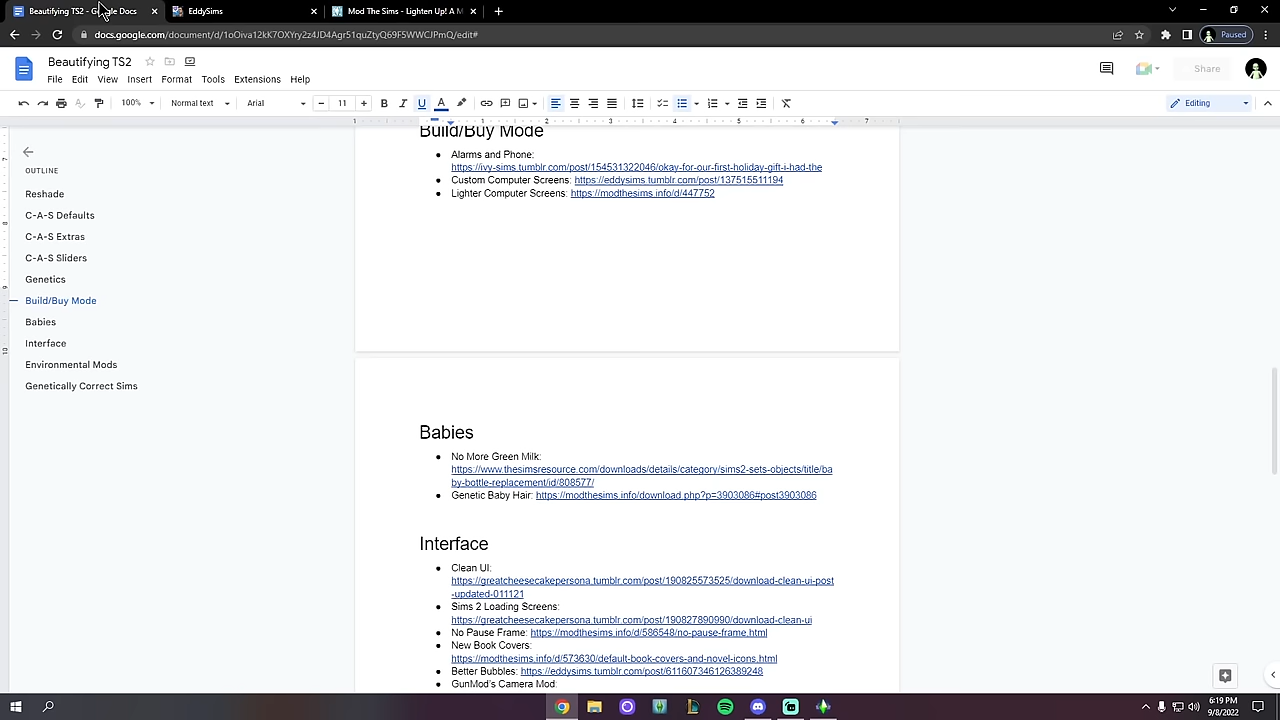 Beautifying TS2 - Google Docs
EddySims
Mod The Sims - Lighten Up! A M
docs.google.com/document/d/1oOiva12kK7OXYry2z4JD4Agr51quZtyQ69F5WWCJPmQ/edit#
Paused
Beautifying TS2
Share
File Edit View Insert Format Tools Extensions Help
100% Normal text Arial 11 Editing
1 1 2 3 4 5 6 7
OUTLINE
Reshade
C-A-S Defaults
C-A-S Extras
C-A-S Sliders
Genetics
Build/Buy Mode
Babies
Interface
Environmental Mods
Genetically Correct Sims
Build/Buy Mode
Alarms and Phone:
https://ivy-sims.tumblr.com/post/154531322046/okay-for-our-first-holiday-gift-i-had-the
Custom Computer Screens: https://eddysims.tumblr.com/post/137515511194
Lighter Computer Screens: https://modthesims.info/d/447752
Babies
No More Green Milk:
https://www.thesimsresource.com/downloads/details/category/sims2-sets-objects/title/ba
by-bottle-replacement/id/808577/
Genetic Baby Hair: https://modthesims.info/download.php?p=3903086#post3903086
Interface
Clean UI:
https://greatcheesecakepersona.tumblr.com/post/190825573525/download-clean-ui-post
-updated-011121
Sims 2 Loading Screens:
https://greatcheesecakepersona.tumblr.com/post/190827890990/download-clean-ui
No Pause Frame: https://modthesims.info/d/586548/no-pause-frame.html
New Book Covers:
https://modthesims.info/d/573630/default-book-covers-and-novel-icons.html
Better Bubbles: https://eddysims.tumblr.com/post/611607346126389248
GunMod's Camera Mod:
6:19 PM
9/8/2022